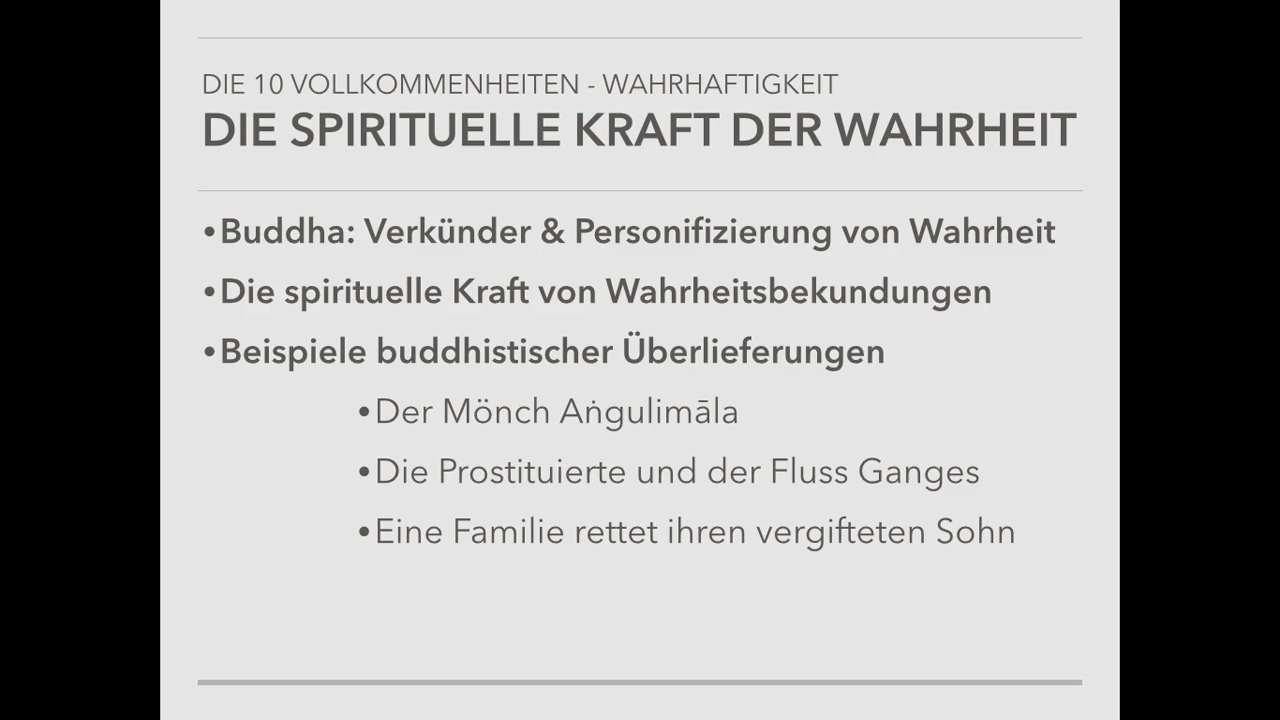 DIE 10 VOLLKOMMENHEITEN - WAHRHAFTIGKEIT
DIE SPIRITUELLE KRAFT DER WAHRHEIT
•Buddha: Verkünder & Personifizierung von Wahrheit
•Die spirituelle Kraft von Wahrheitsbekundungen
•Beispiele buddhistischer Überlieferungen
•Der Mönch Aṅgulimāla
•Die Prostituierte und der Fluss Ganges
•Eine Familie rettet ihren vergifteten Sohn